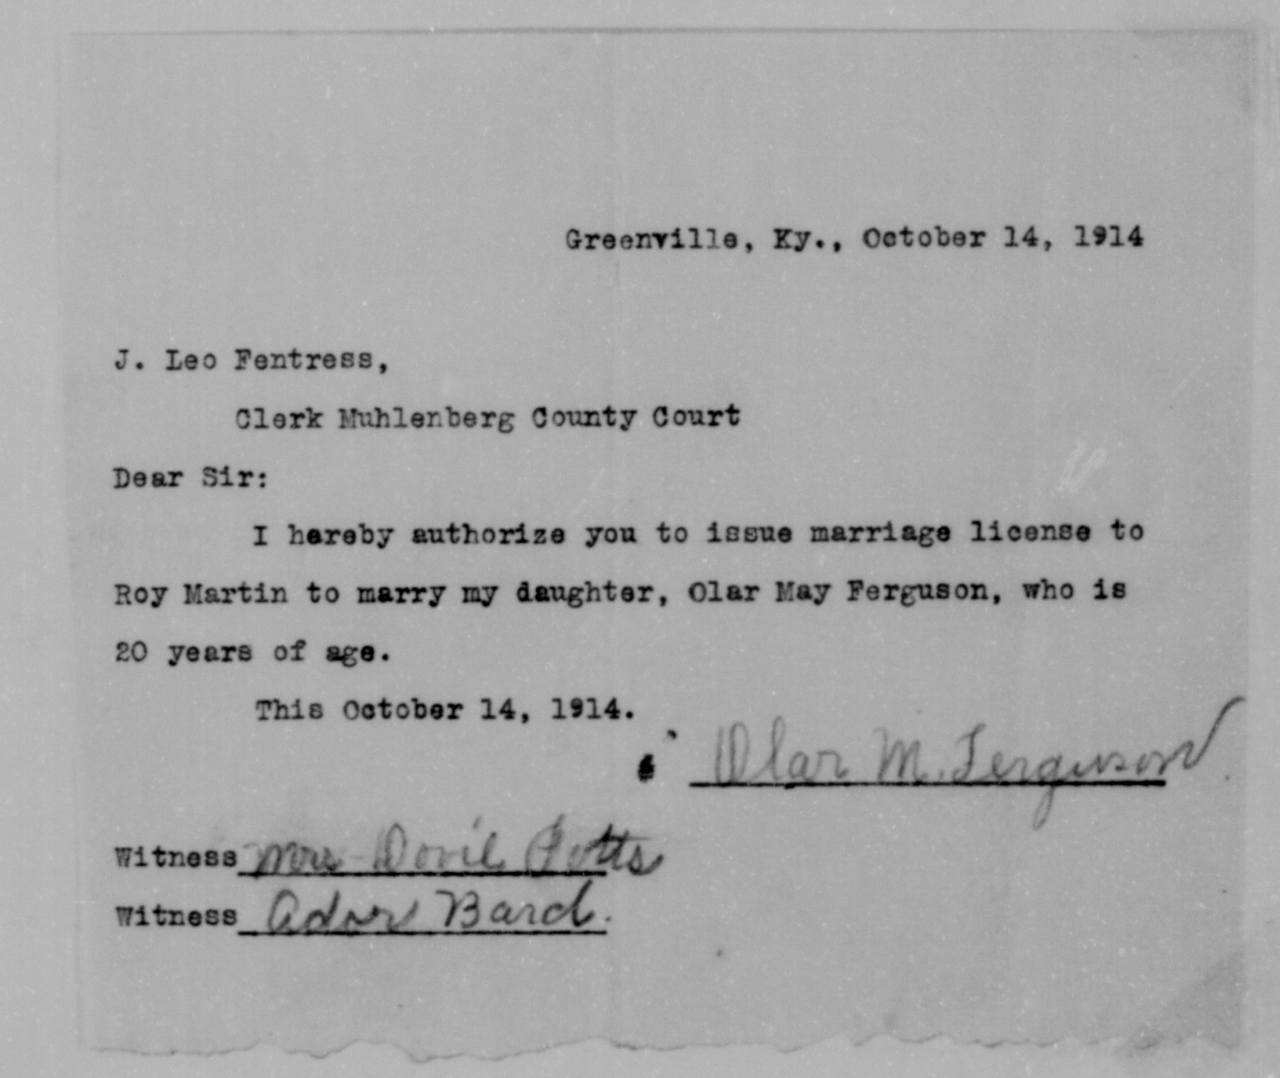 Greenville, Ky., October 14, 1914
J. Leo Fentress,
Clerk Muhlenberg County Court
Dear Sir:
I hereby authorize you to issue marriage license to
Roy Martin to marry my daughter, Olar May Ferguson, who is
20 years of age.
This October 14, 1914.
Olar M. Ferguson
Witness Mrs Dovie Potts
Witness Bard.